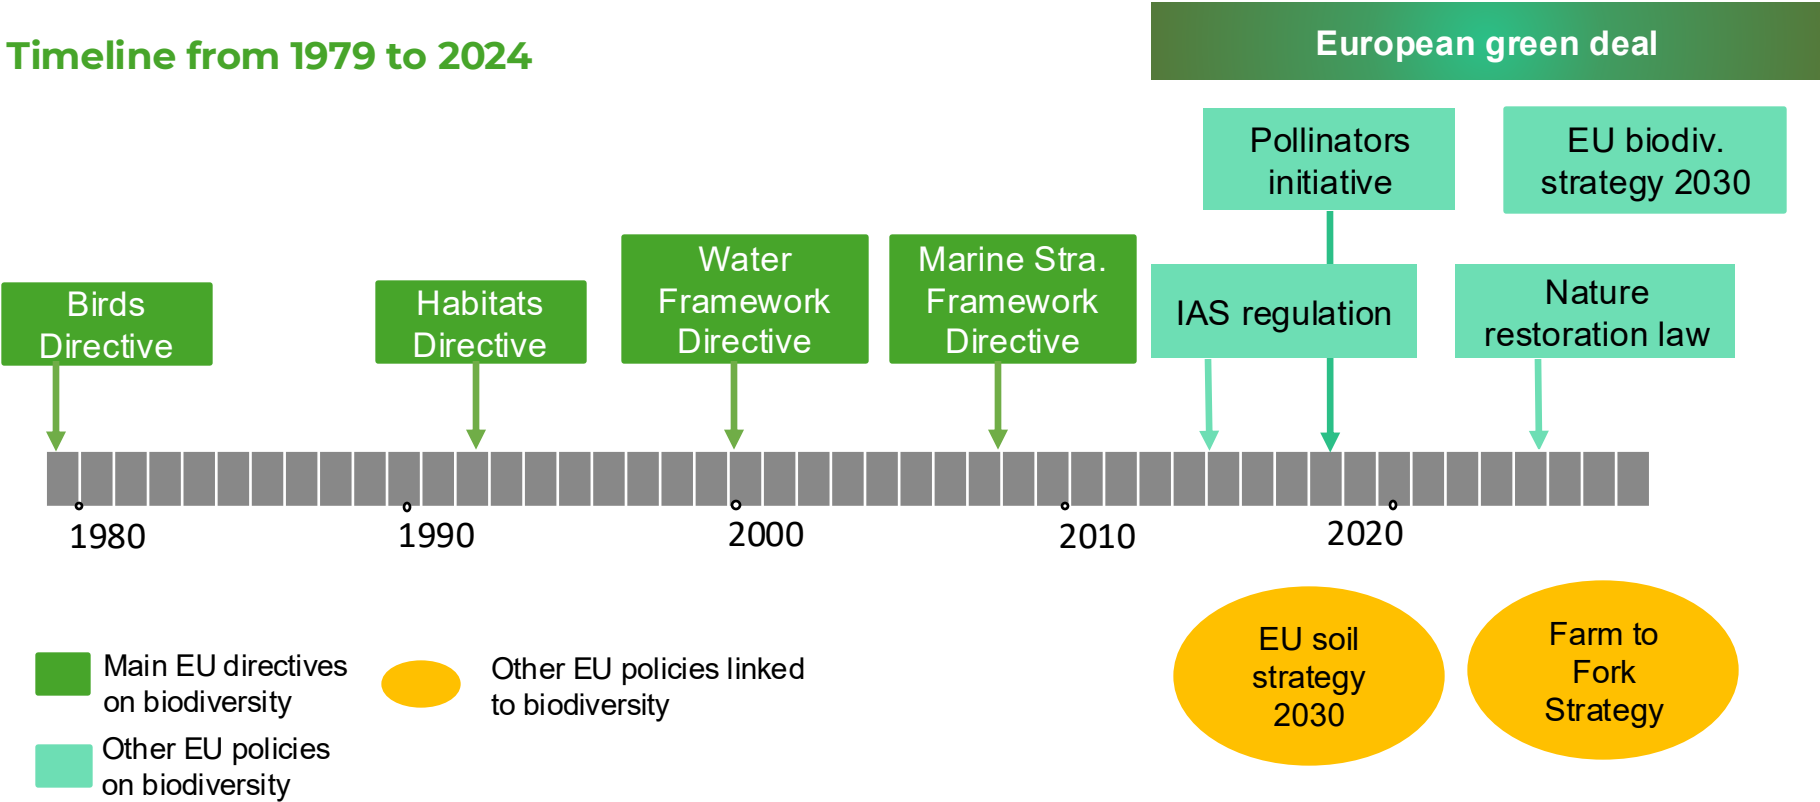 Timeline from 1979 to 2024
European green deal
Pollinators
initiative
EU biodiv.
strategy 2030
Birds
Directive
Habitats
Directive
Water
Framework
Directive
Marine Stra.
Framework
Directive
IAS regulation
Nature
restoration law
1980
1990
2000
2010
2020
EU soil
strategy
2030
Farm to
Fork
Strategy
Main EU directives
on biodiversity
Other EU policies linked
to biodiversity
Other EU policies
on biodiversity